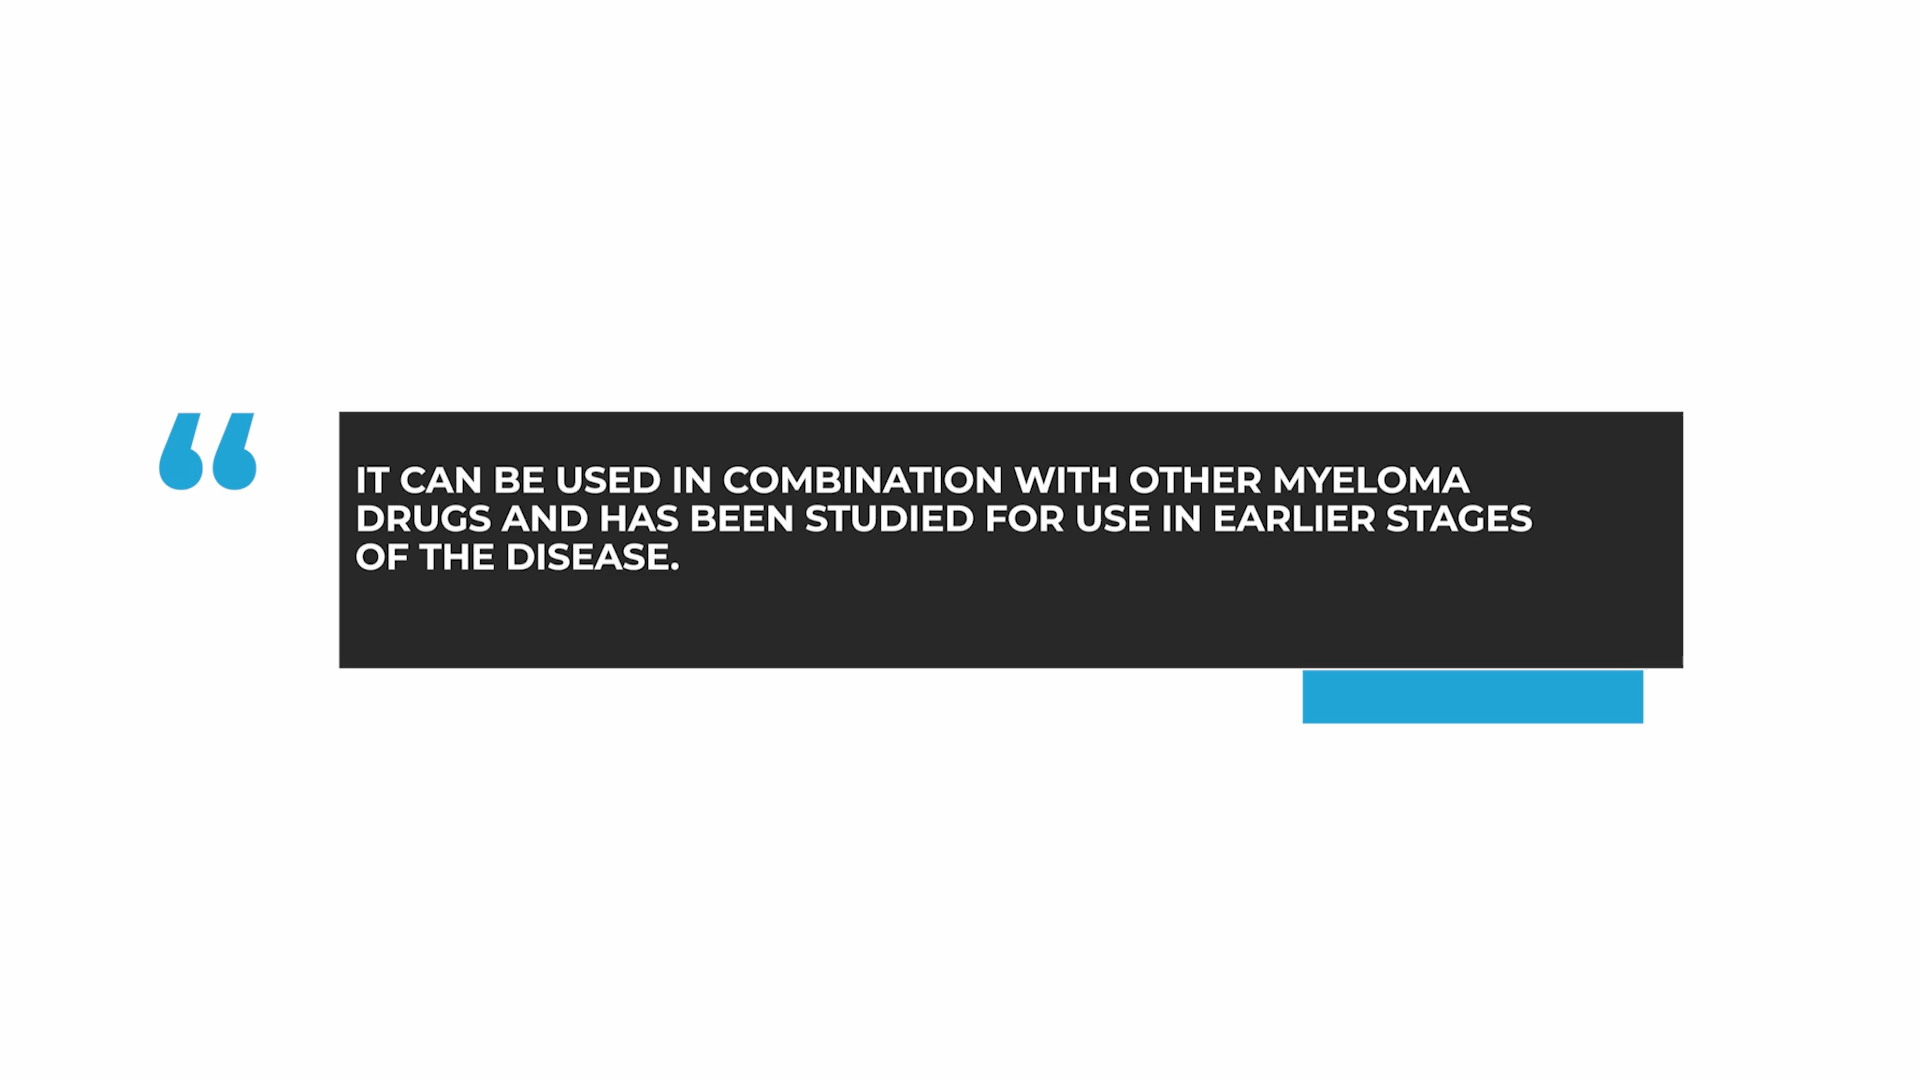 “
IT CAN BE USED IN COMBINATION WITH OTHER MYELOMA
DRUGS AND HAS BEEN STUDIED FOR USE IN EARLIER STAGES
OF THE DISEASE.